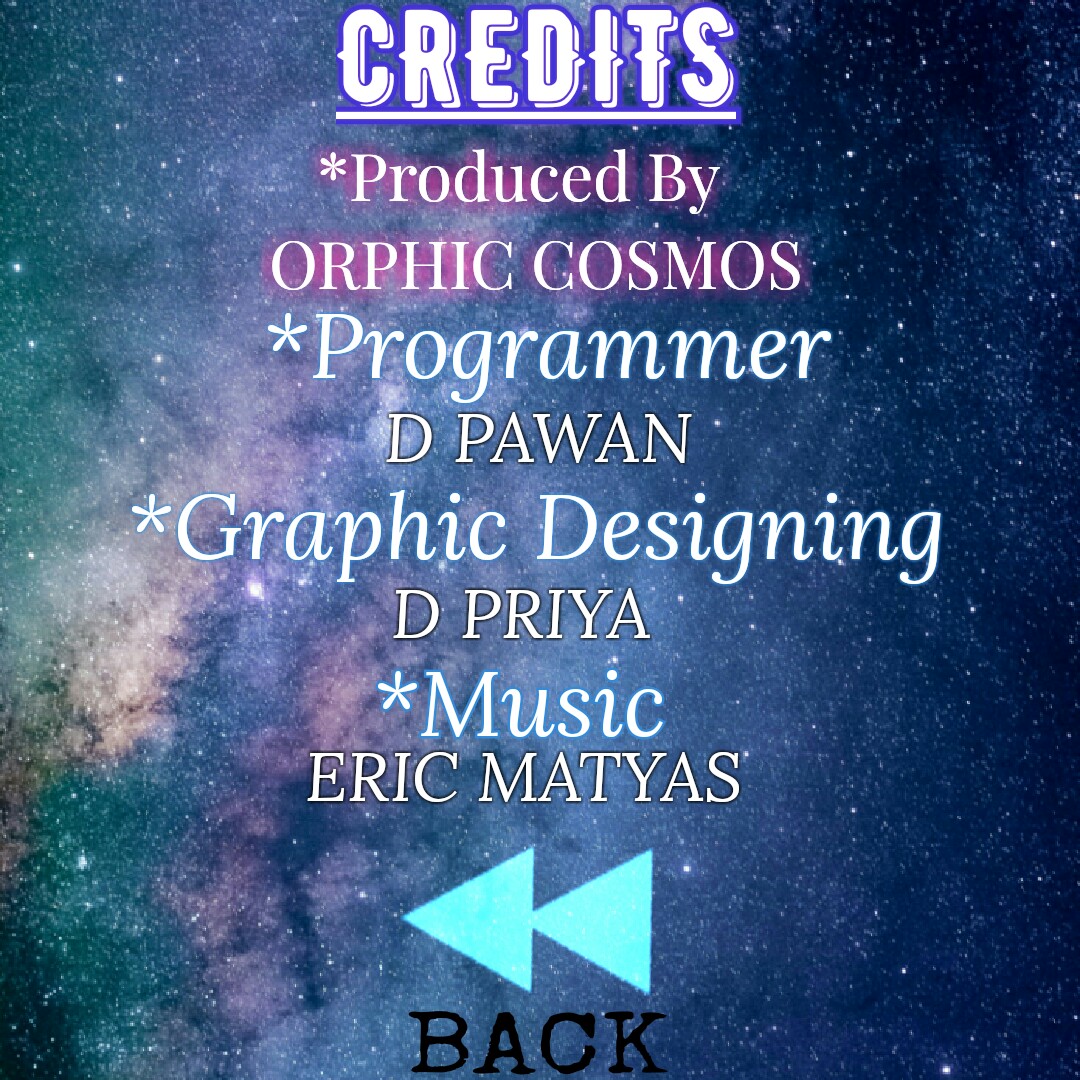 CREDITS
*Produced By
ORPHIC COSMOS
*Programmer
D PAWAN
*Graphic Designing
D PRIYA
*Music
ERIC MATYAS
BACK